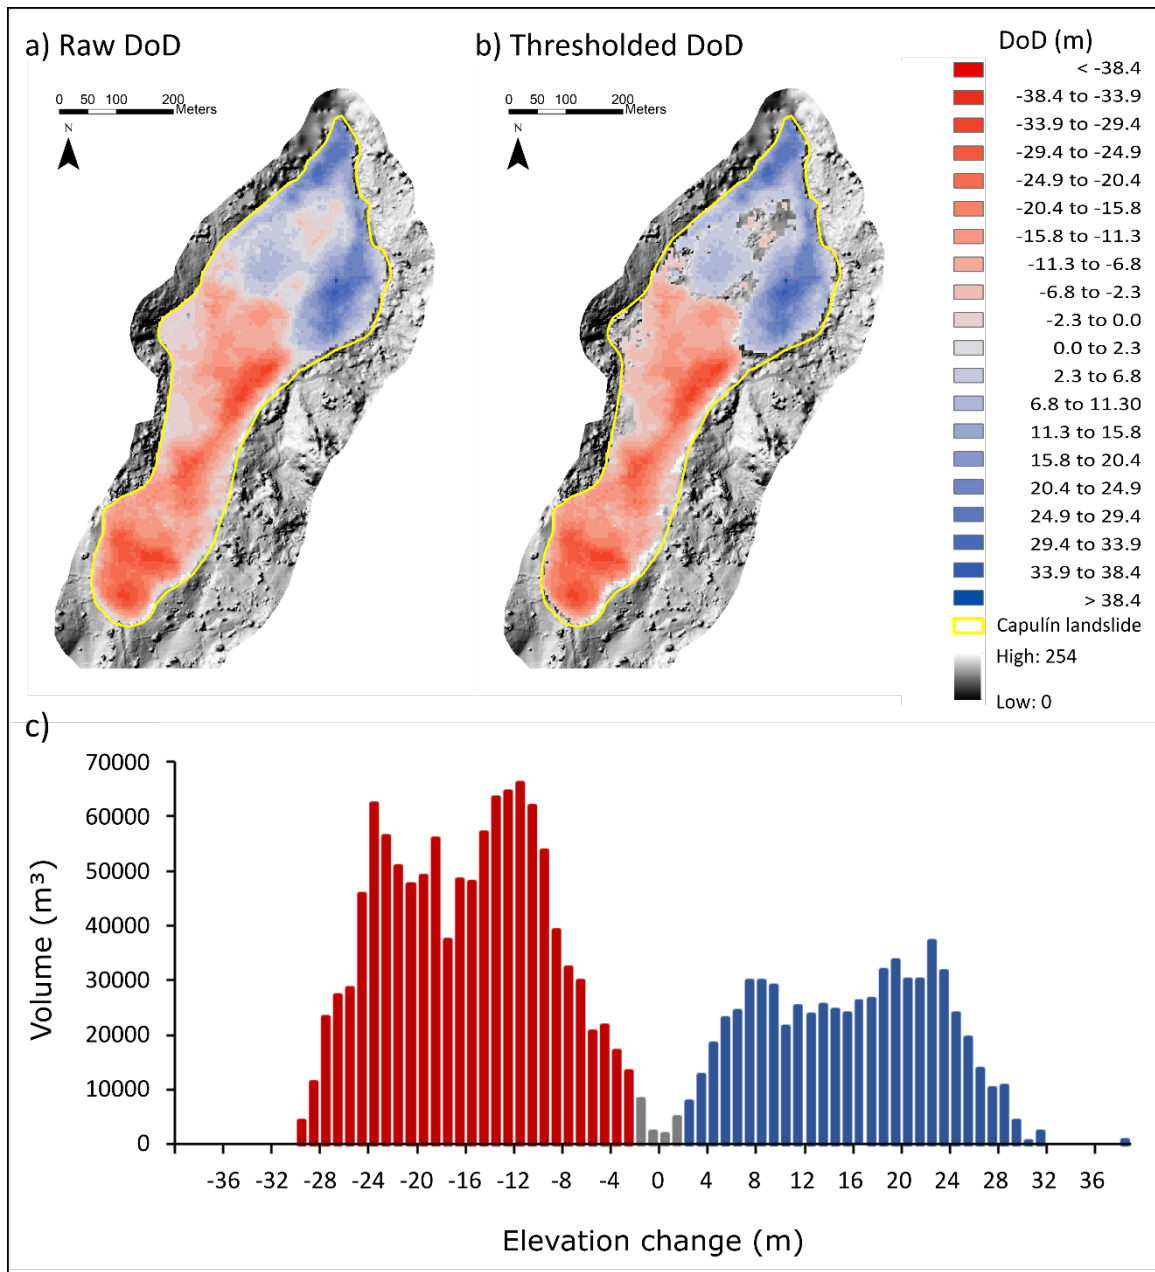 a) Raw DoD
b) Thresholded DoD
DoD (m)
0 50 100 200
Meters
N
0 50 100 200
Meters
N
< -38.4
-38.4 to -33.9
-33.9 to -29.4
-29.4 to -24.9
-24.9 to -20.4
-20.4 to -15.8
-15.8 to -11.3
-11.3 to -6.8
-6.8 to -2.3
-2.3 to 0.0
0.0 to 2.3
2.3 to 6.8
6.8 to 11.30
11.3 to 15.8
15.8 to 20.4
20.4 to 24.9
24.9 to 29.4
29.4 to 33.9
33.9 to 38.4
> 38.4
Capulín landslide
High: 254
Low: 0
c)
70000
60000
50000
40000
30000
20000
10000
0
Volume (m³)
-36 -32 -28 -24 -20 -16 -12 -8 -4 0 4 8 12 16 20 24 28 32 36
Elevation change (m)